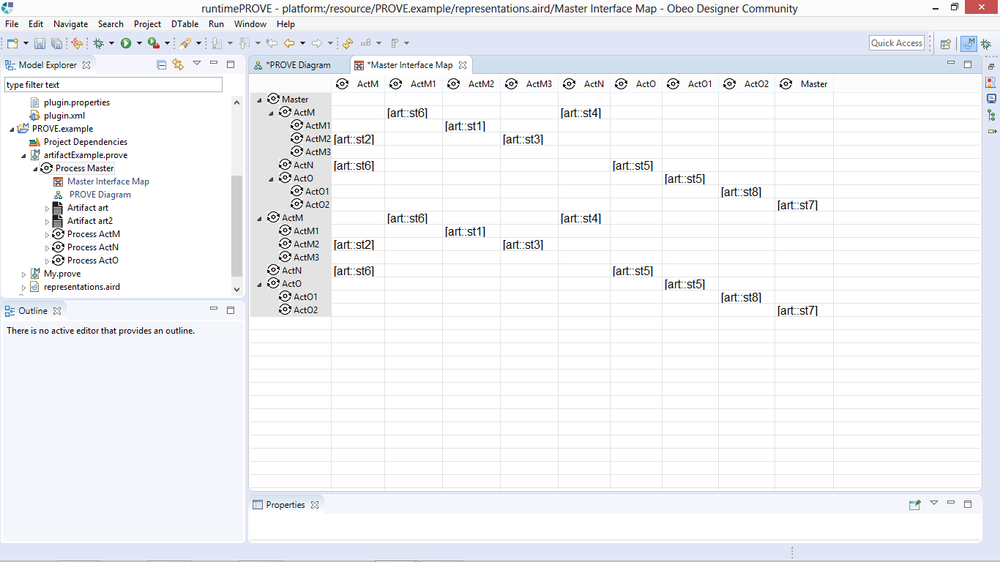 runtimePROVE - platform:/resource/PROVE.example/representations.aird/Master Interface Map - Obeo Designer Community
File Edit Navigate Search Project DTable Run Window Help
Quick Access
Model Explorer
type filter text
plugin.properties
plugin.xml
PROVE.example
Project Dependencies
artifactExample.prove
Process Master
Master Interface Map
PROVE Diagram
Artifact art
Artifact art2
Process ActM
Process ActN
Process ActO
My.prove
representations.aird
Outline
There is no active editor that provides an outline.
*PROVE Diagram *Master Interface Map
ActM ActM1 ActM2 ActM3 ActN ActO ActO1 ActO2 Master
Master
ActM [art::st6] [art::st4]
ActM1 [art::st1]
ActM2 [art::st2] [art::st3]
ActM3
ActN [art::st6] [art::st5]
ActO [art::st5]
ActO1 [art::st8]
ActO2 [art::st7]
ActM [art::st6] [art::st4]
ActM1 [art::st1]
ActM2 [art::st2] [art::st3]
ActM3
ActN [art::st6] [art::st5]
ActO [art::st5]
ActO1 [art::st8]
ActO2 [art::st7]
Properties